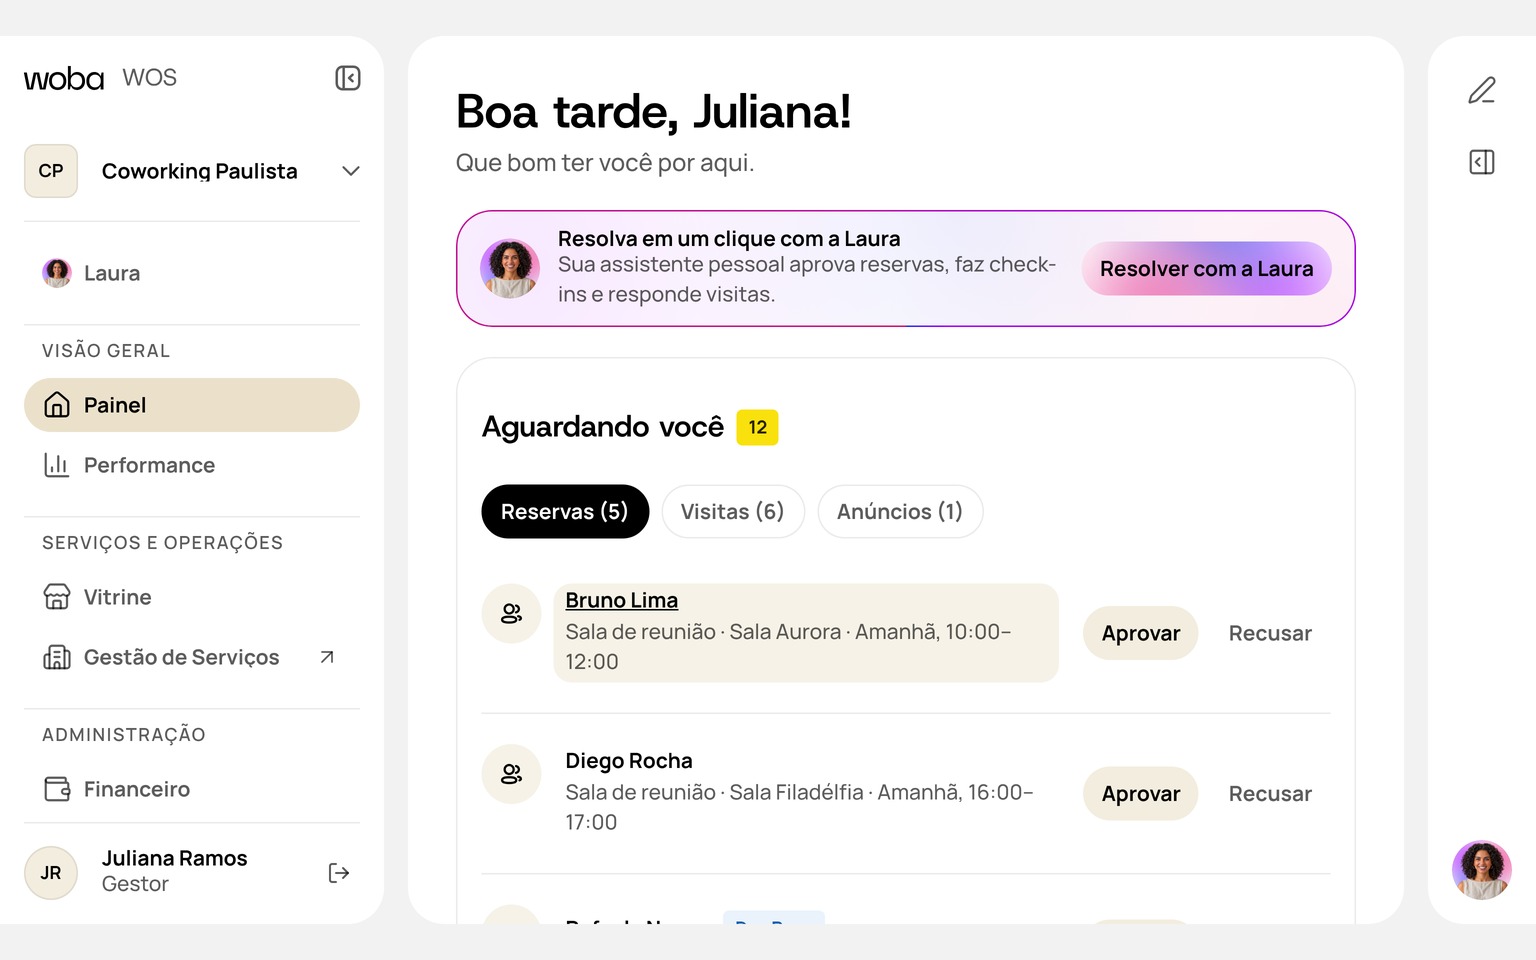 woba WOS
CP Coworking Paulista
Laura
VISÃO GERAL
Painel
Performance
SERVIÇOS E OPERAÇÕES
Vitrine
Gestão de Serviços
ADMINISTRAÇÃO
Financeiro
JR Juliana Ramos
Gestor
Boa tarde, Juliana!
Que bom ter você por aqui.
Resolva em um clique com a Laura
Sua assistente pessoal aprova reservas, faz check-
ins e responde visitas.
Resolver com a Laura
Aguardando você 12
Reservas (5) Visitas (6) Anúncios (1)
Bruno Lima
Sala de reunião · Sala Aurora · Amanhã, 10:00–
12:00
Aprovar Recusar
Diego Rocha
Sala de reunião · Sala Filadélfia · Amanhã, 16:00–
17:00
Aprovar Recusar